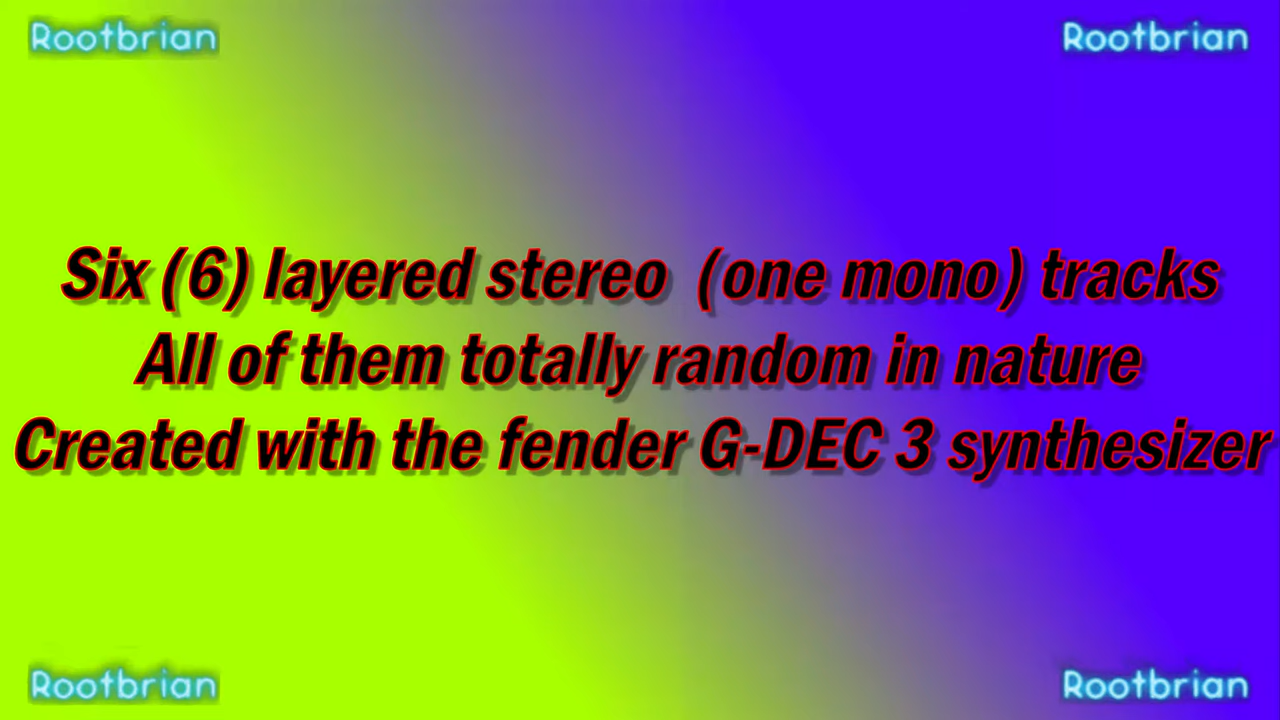 Rootbrian Rootbrian
Six (6) layered stereo (one mono) tracks
All of them totally random in nature
Created with the fender G-DEC 3 synthesizer
Rootbrian Rootbrian